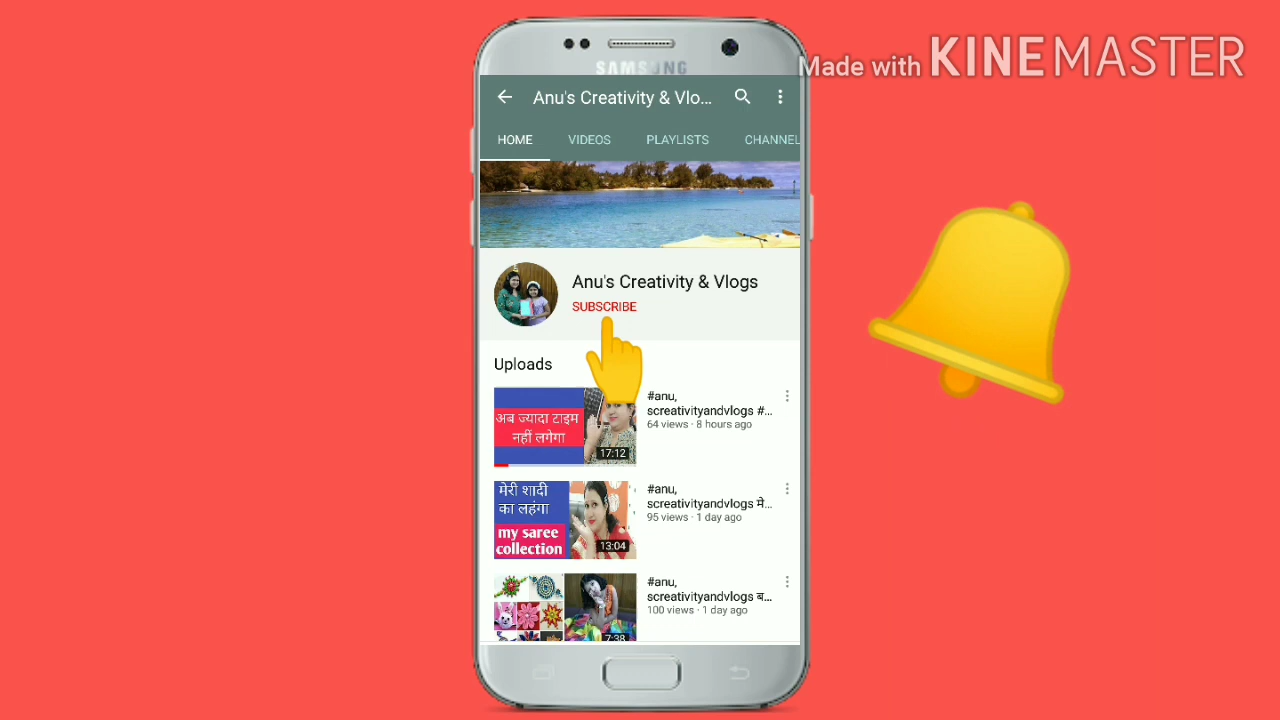 Made with KINEMASTER
SAMSUNG
Anu's Creativity & Vlo...
HOME VIDEOS PLAYLISTS CHANNEL
Anu's Creativity & Vlogs
SUBSCRIBE
Uploads
अब ज्यादा टाइम
नहीं लगेगा
17:12
#anu,
screativityandvlogs #...
64 views · 8 hours ago
मेरी शादी
का लहंगा
my saree
collection
13:04
#anu,
screativityandvlogs मे...
95 views · 1 day ago
7:38
#anu,
screativityandvlogs ब...
100 views · 1 day ago